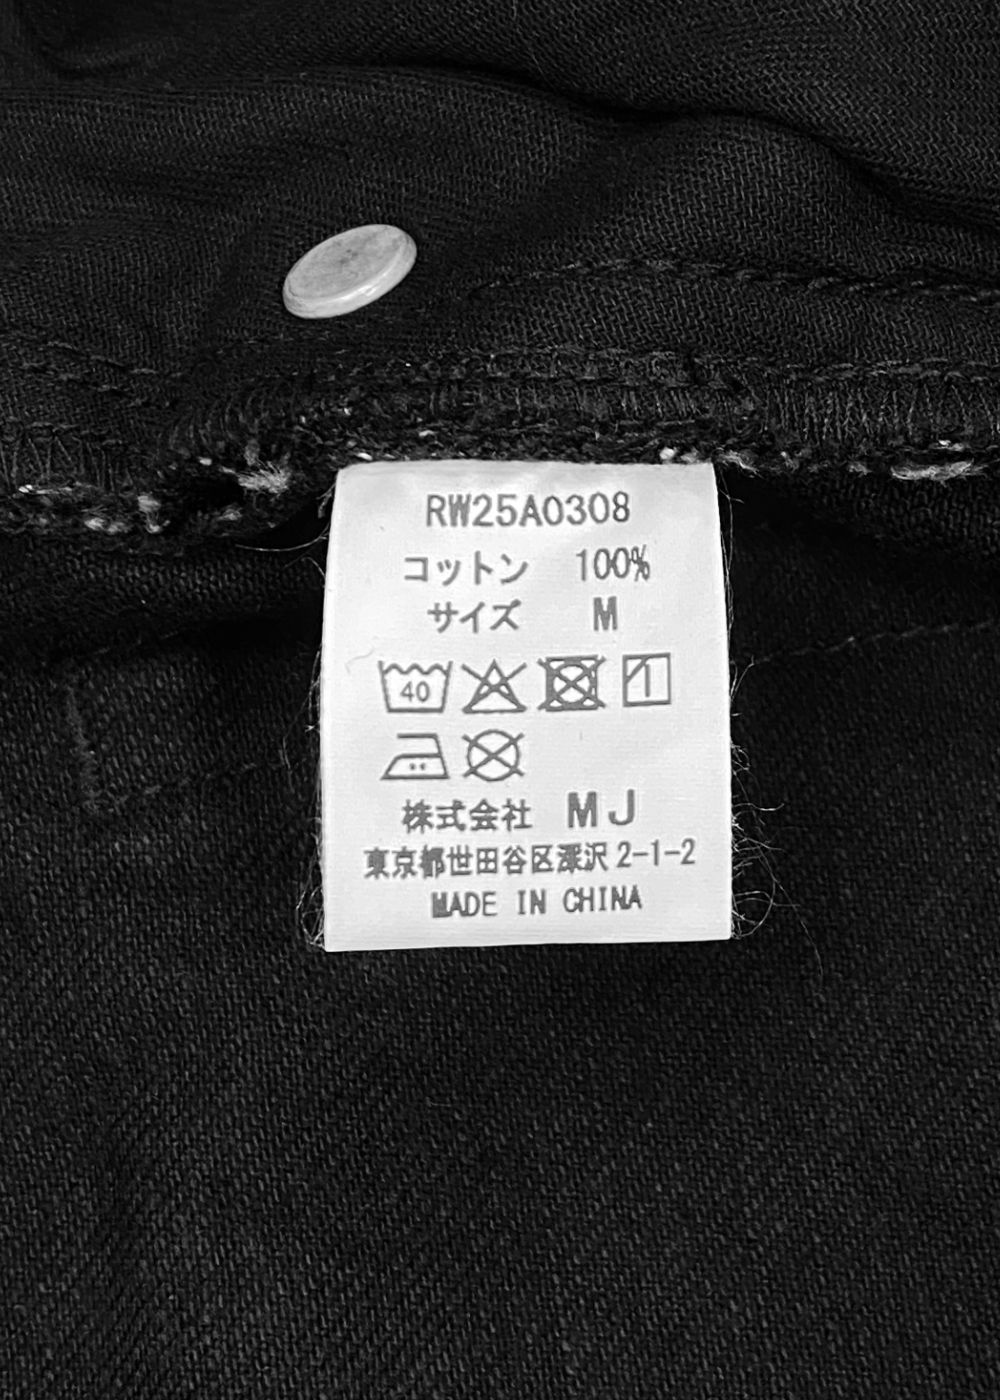 RW25A0308
コットン 100%
サイズ M
40
株式会社 MJ
東京都世田谷区深沢2-1-2
MADE IN CHINA